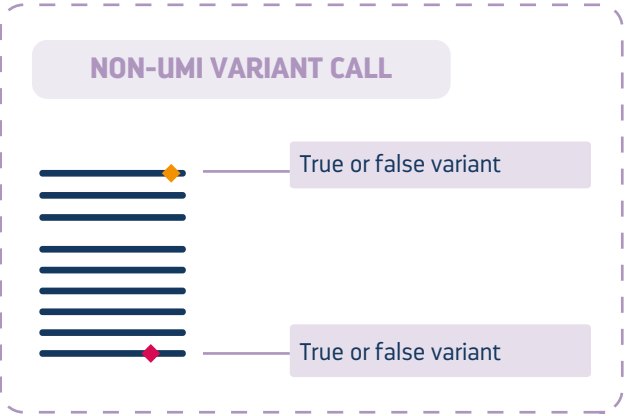 NON-UMI VARIANT CALL
True or false variant
True or false variant